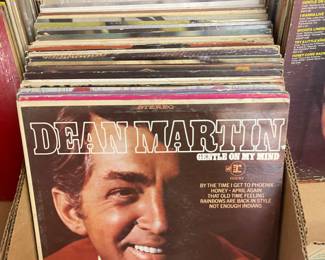 STEREO
DEAN MARTIN
GENTLE ON MY MIND
BY THE TIME I GET TO PHOENIX
HONEY • APRIL AGAIN
THAT OLD TIME FEELING
RAINBOWS ARE BACK IN STYLE
NOT ENOUGH INDIANS